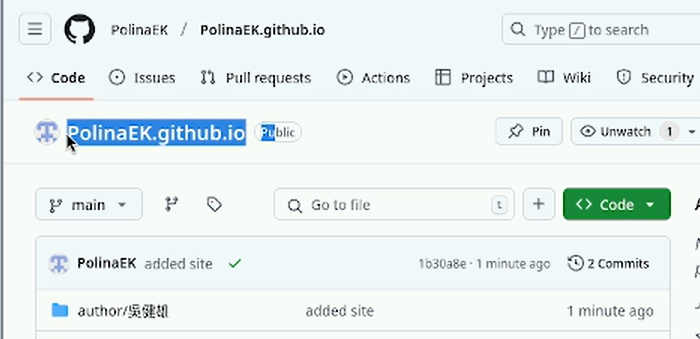 PolinaEK / PolinaEK.github.io Type / to search
Code Issues Pull requests Actions Projects Wiki Security
PolinaEK.github.io Public Pin Unwatch 1
main Go to file t + Code
PolinaEK added site 1b30a8e · 1 minute ago 2 Commits
author/吳健雄 added site 1 minute ago